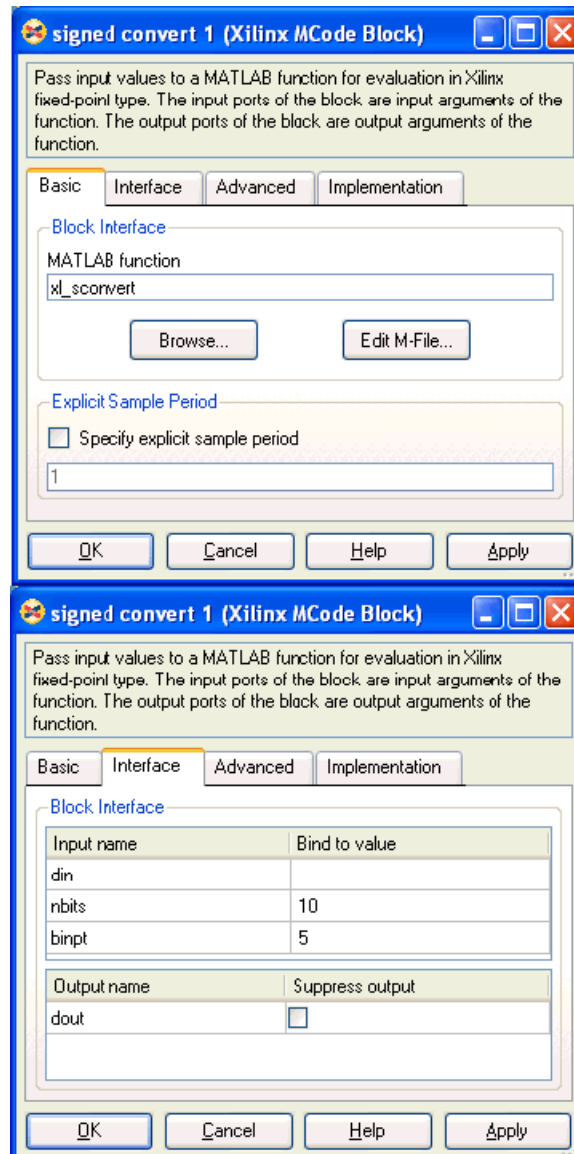 signed convert 1 (Xilinx MCode Block)
Pass input values to a MATLAB function for evaluation in Xilinx
fixed-point type. The input ports of the block are input arguments of the
function. The output ports of the block are output arguments of the
function.
Basic Interface Advanced Implementation
Block Interface
MATLAB function
xl_sconvert
Browse... Edit M-File...
Explicit Sample Period
Specify explicit sample period
1
OK Cancel Help Apply
signed convert 1 (Xilinx MCode Block)
Pass input values to a MATLAB function for evaluation in Xilinx
fixed-point type. The input ports of the block are input arguments of the
function. The output ports of the block are output arguments of the
function.
Basic Interface Advanced Implementation
Block Interface
Input name Bind to value
din
nbits 10
binpt 5
Output name Suppress output
dout
OK Cancel Help Apply